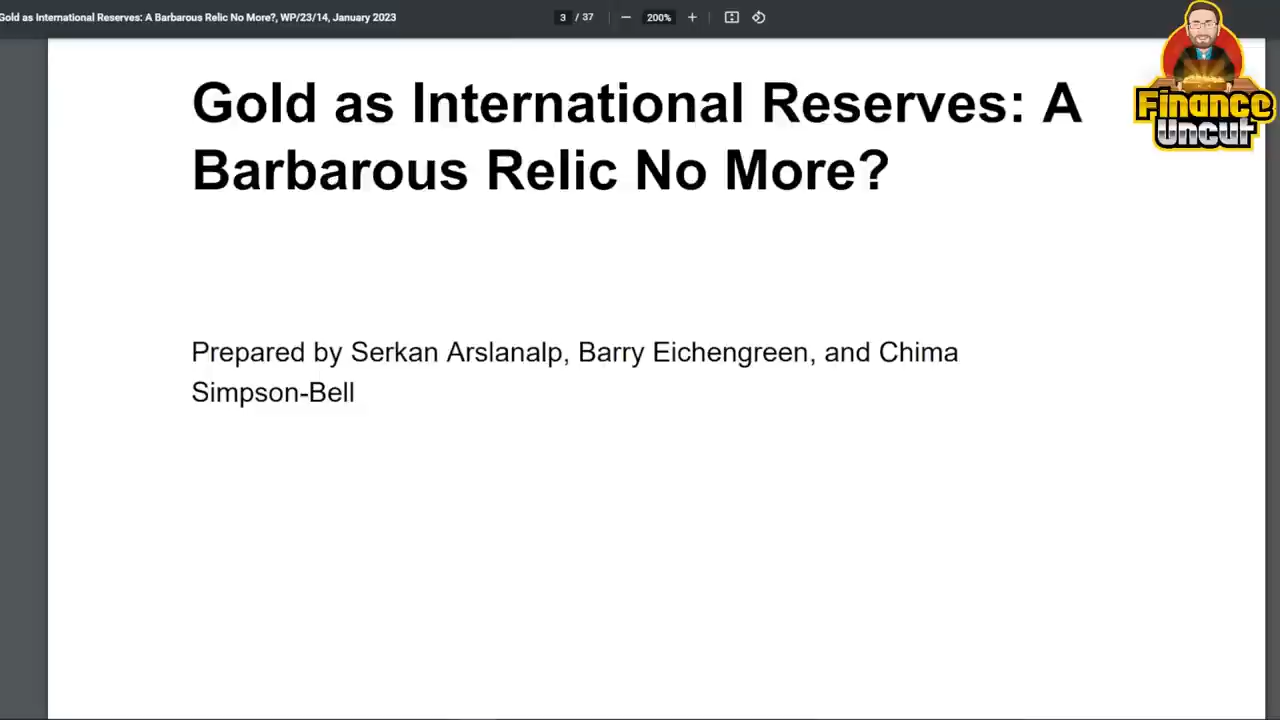 Gold as International Reserves: A Barbarous Relic No More?, WP/23/14, January 2023
3 / 37
200%
Finance
Uncut
Gold as International Reserves: A
Barbarous Relic No More?
Prepared by Serkan Arslanalp, Barry Eichengreen, and Chima
Simpson-Bell